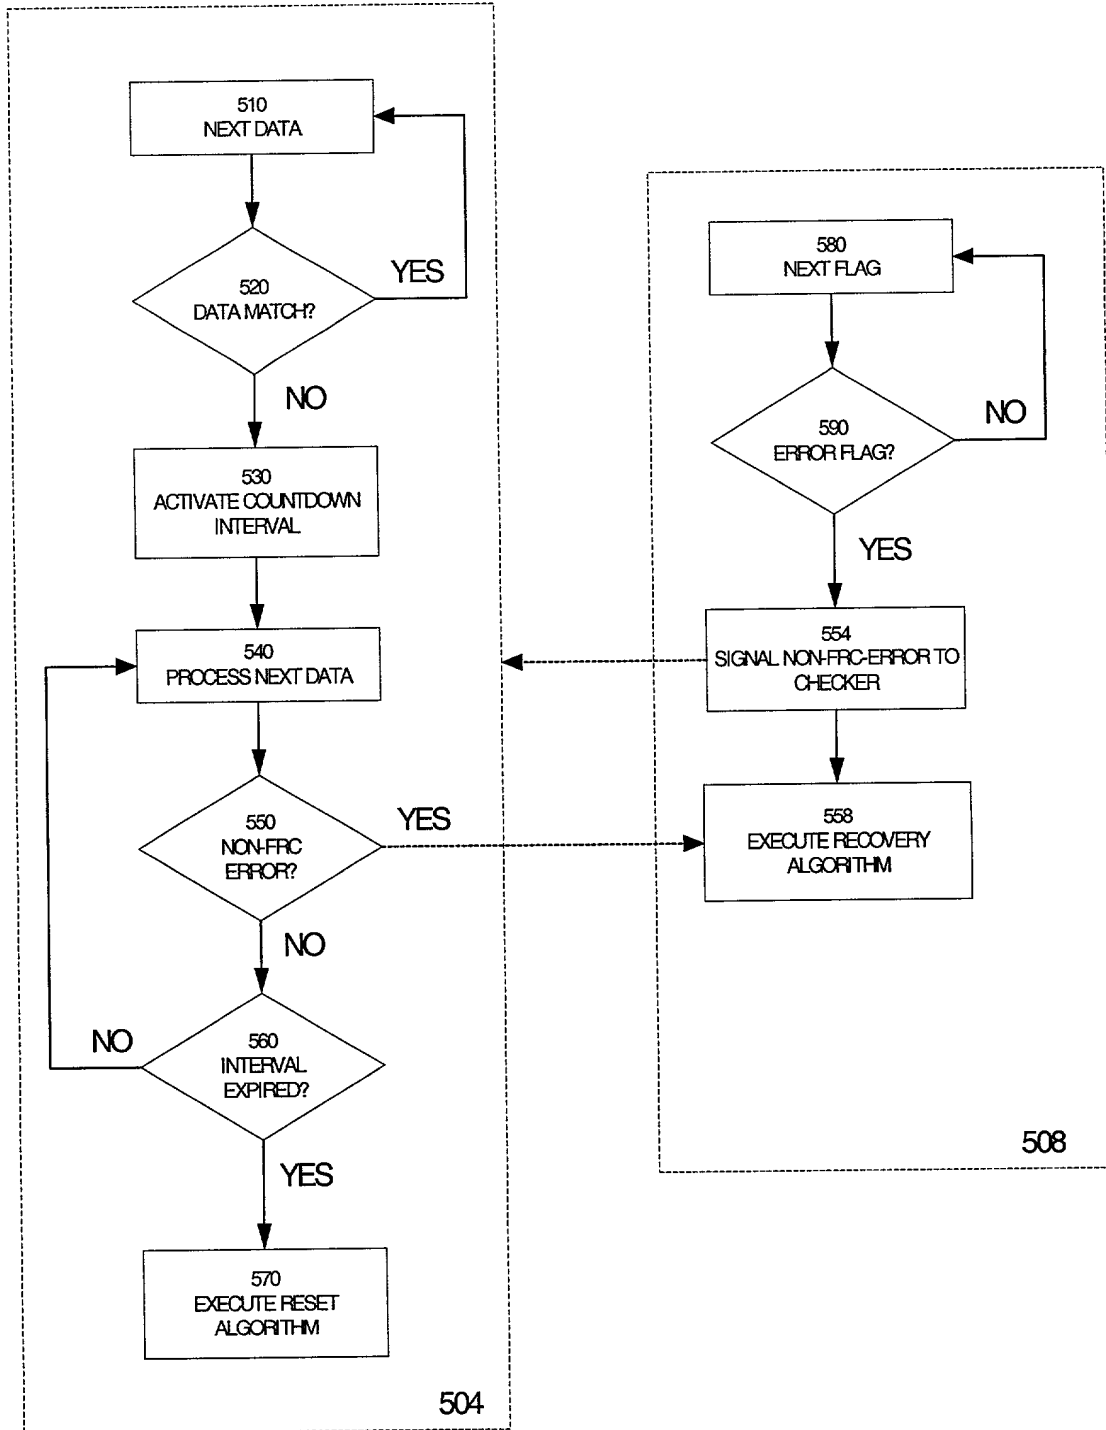 510
NEXT DATA
YES
520
DATA MATCH?
NO
530
ACTIVATE COUNTDOWN
INTERVAL
540
PROCESS NEXT DATA
550
NON-FRC
ERROR?
YES
NO
560
INTERVAL
EXPIRED?
NO
YES
570
EXECUTE RESET
ALGORITHM
504
580
NEXT FLAG
590
ERROR FLAG?
NO
YES
554
SIGNAL NON-FRC-ERROR TO
CHECKER
558
EXECUTE RECOVERY
ALGORITHM
508